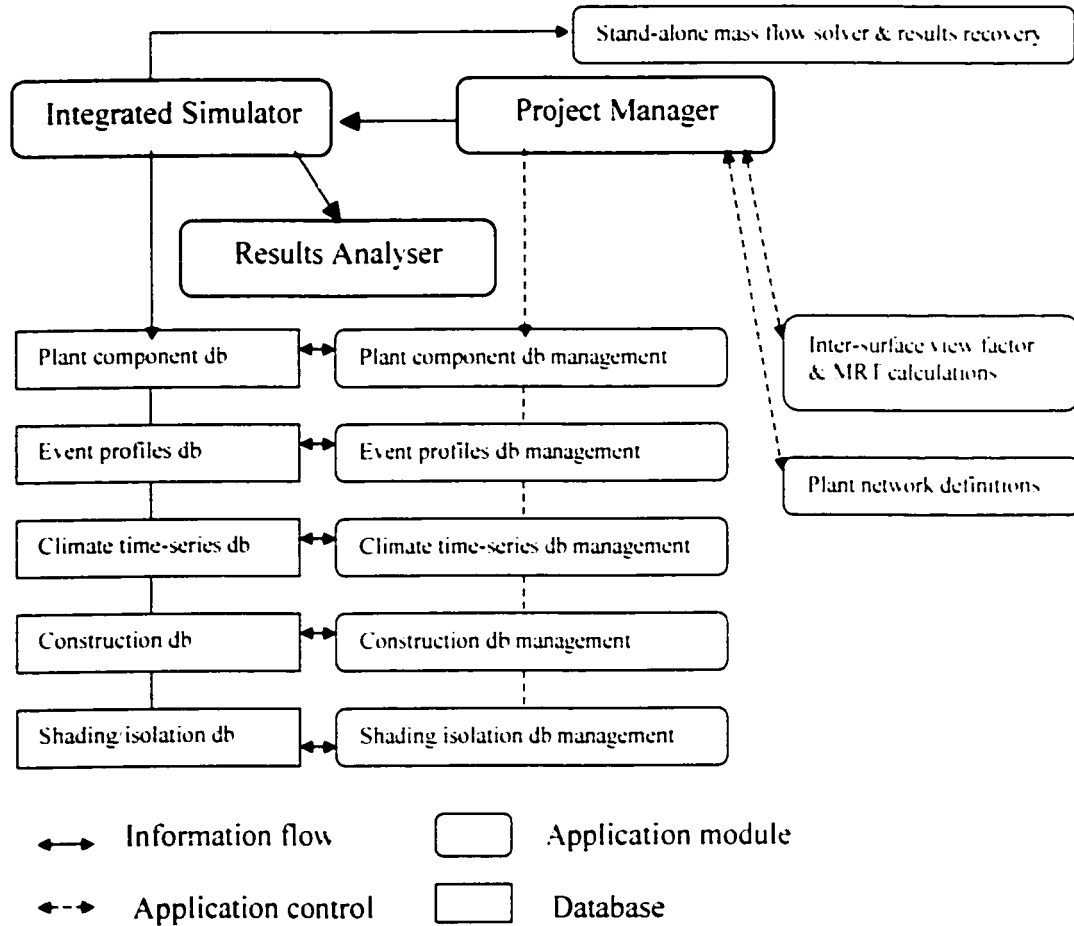 Stand-alone mass flow solver & results recovery
Integrated Simulator
Project Manager
Results Analyser
Plant component db
Plant component db management
Inter-surface view factor
& MRT calculations
Event profiles db
Event profiles db management
Plant network definitions
Climate time-series db
Climate time-series db management
Construction db
Construction db management
Shading/isolation db
Shading isolation db management
Information flow
Application module
Application control
Database